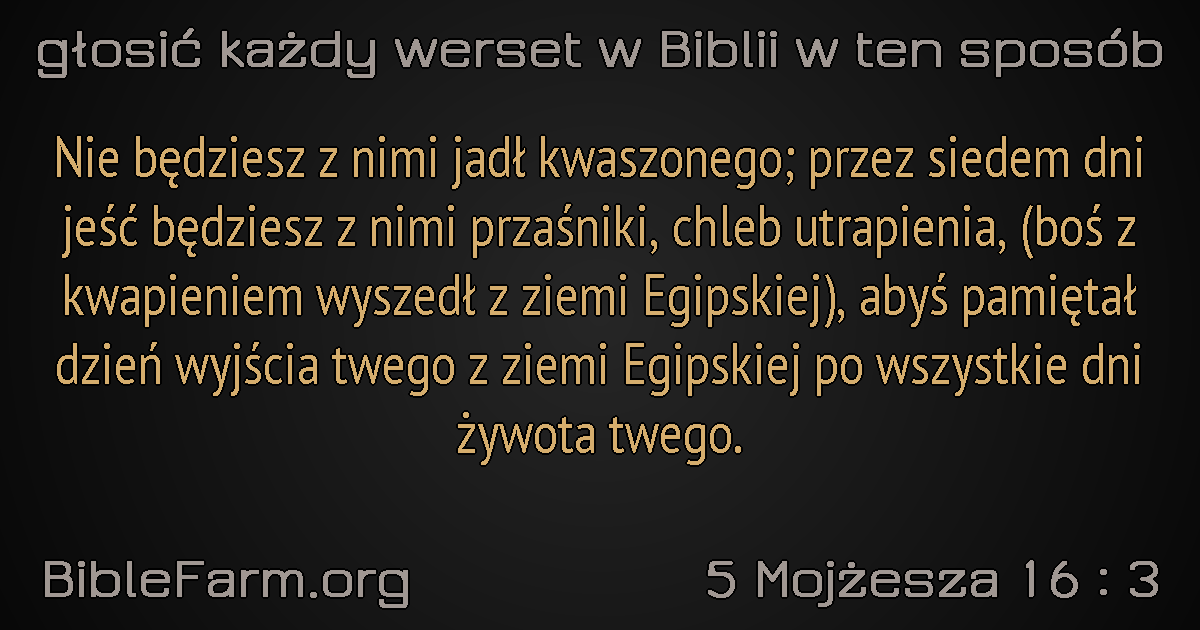 głosić każdy werset w Biblii w ten sposób
Nie będziesz z nimi jadł kwaszonego; przez siedem dni
jeść będziesz z nimi przaśniki, chleb utrapienia, (boś z
kwapieniem wyszedł z ziemi Egipskiej), abyś pamiętał
dzień wyjścia twego z ziemi Egipskiej po wszystkie dni
żywota twego.
BibleFarm.org
5 Mojżesza 16 : 3